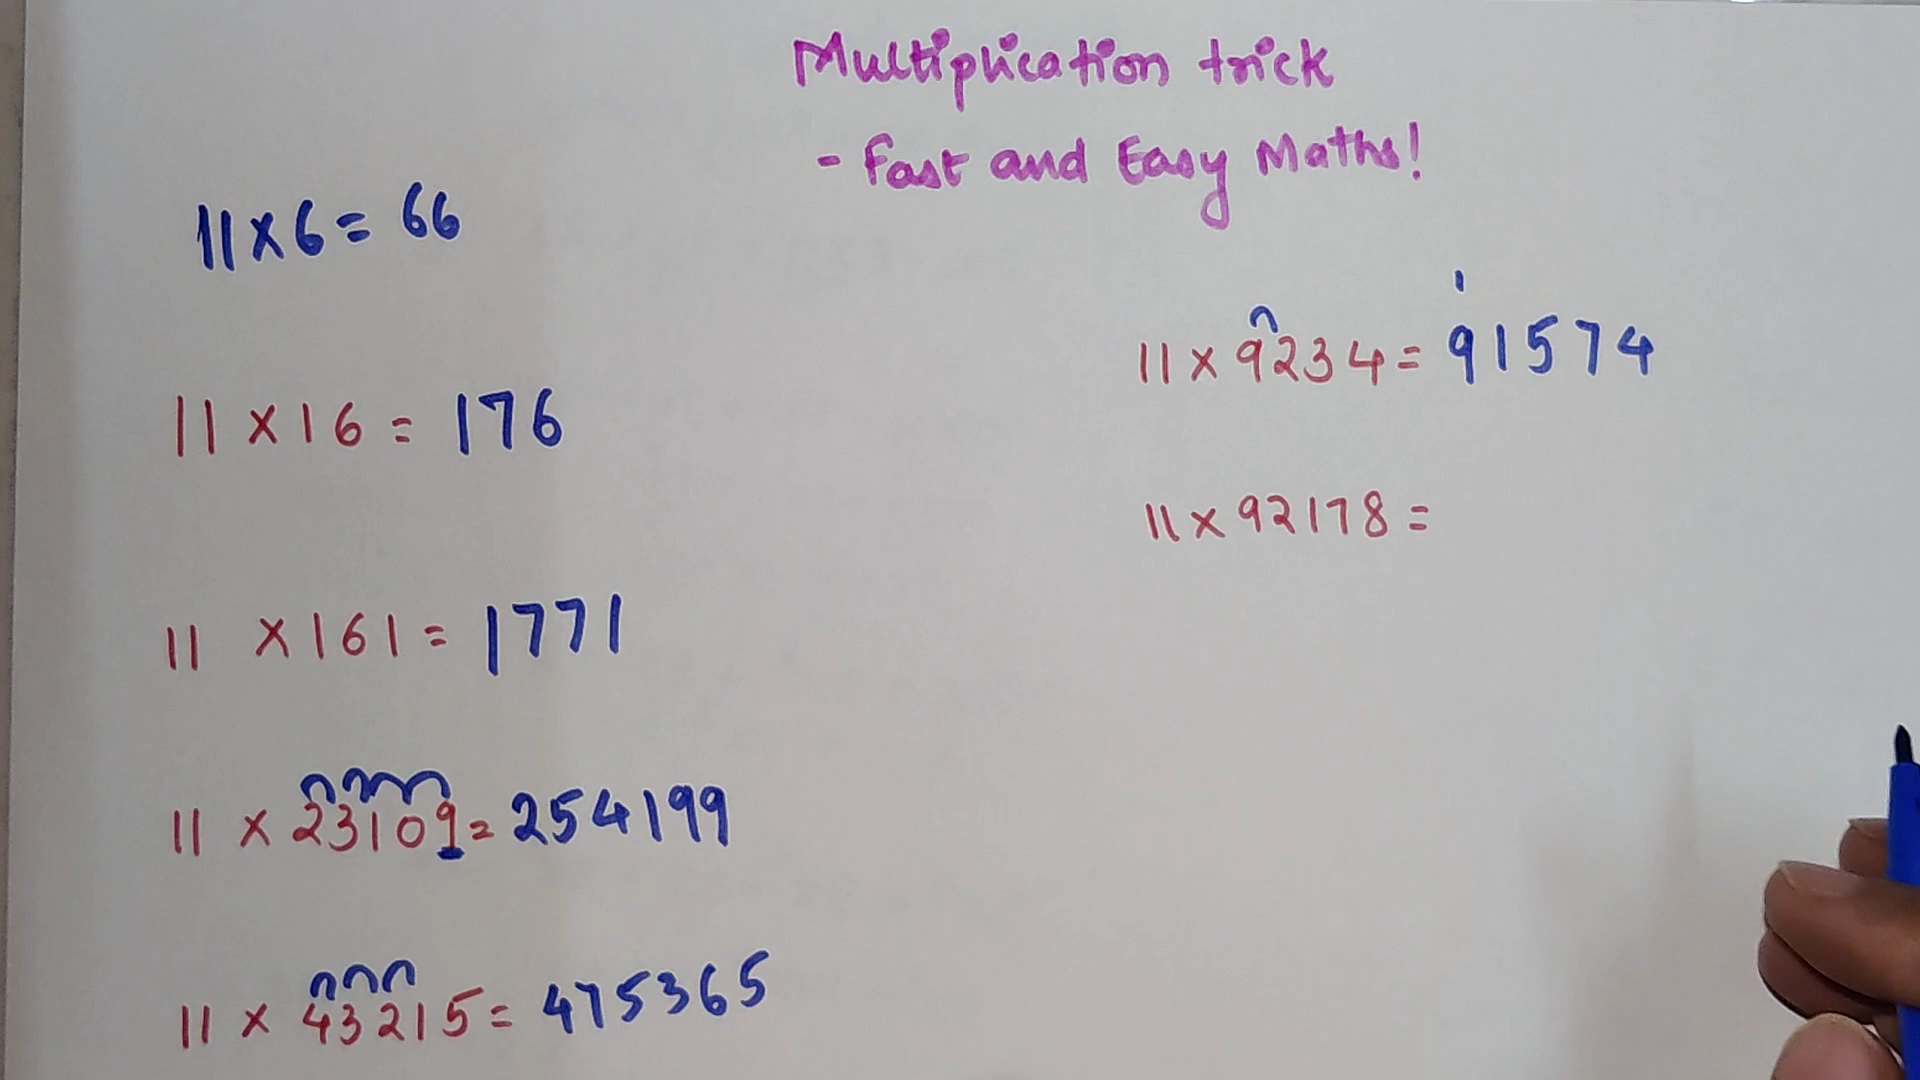 Multiplication trick
- Fast and Easy Maths!
11 x 6 = 66
11 x 16 = 176
11 x 161 = 1771
11 x 23109 = 254199
11 x 43215 = 475365
1
11 x 9234 = 91574
11 x 92178 =